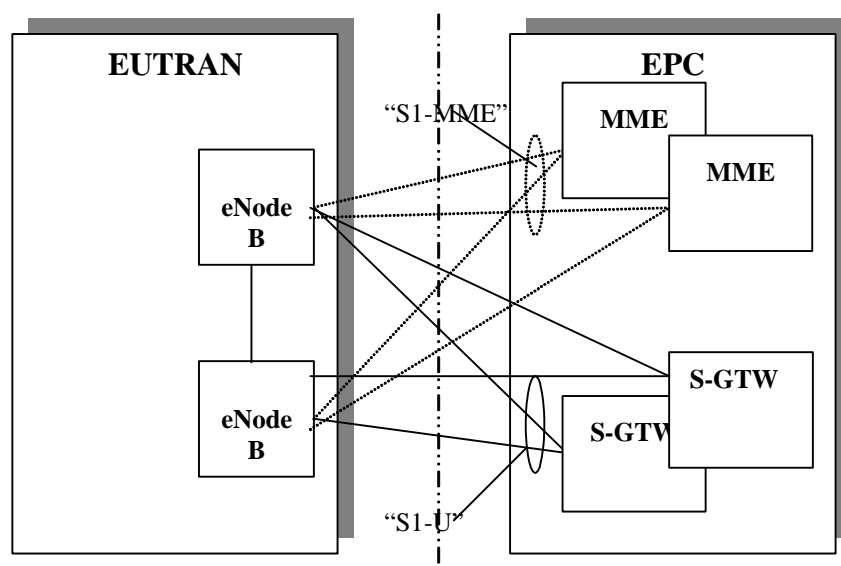 EUTRAN
EPC
“S1-MME”
MME
MME
eNode
B
S-GTW
eNode
B
S-GTW
“S1-U”